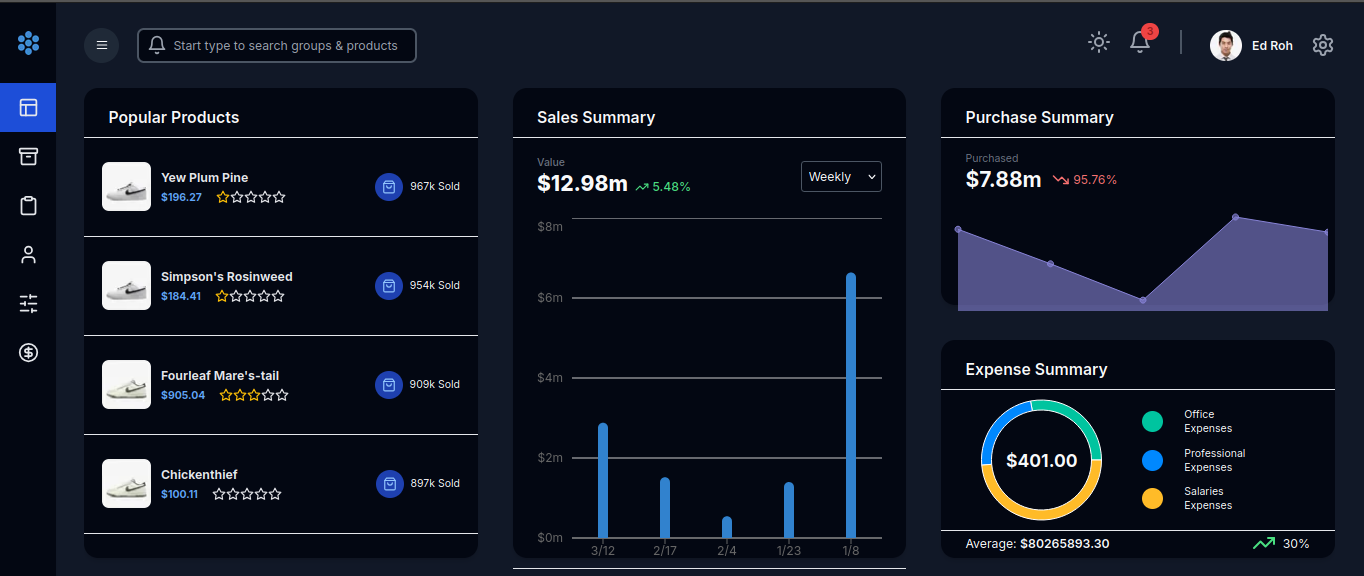 Start type to search groups & products
3
Ed Roh
Popular Products
Yew Plum Pine
$196.27
967k Sold
Simpson's Rosinweed
$184.41
954k Sold
Fourleaf Mare's-tail
$905.04
909k Sold
Chickenthief
$100.11
897k Sold
Sales Summary
Value
$12.98m
5.48%
Weekly
$8m
$6m
$4m
$2m
$0m
3/12 2/17 2/4 1/23 1/8
Purchase Summary
Purchased
$7.88m
95.76%
Expense Summary
$401.00
Office
Expenses
Professional
Expenses
Salaries
Expenses
Average: $80265893.30
30%